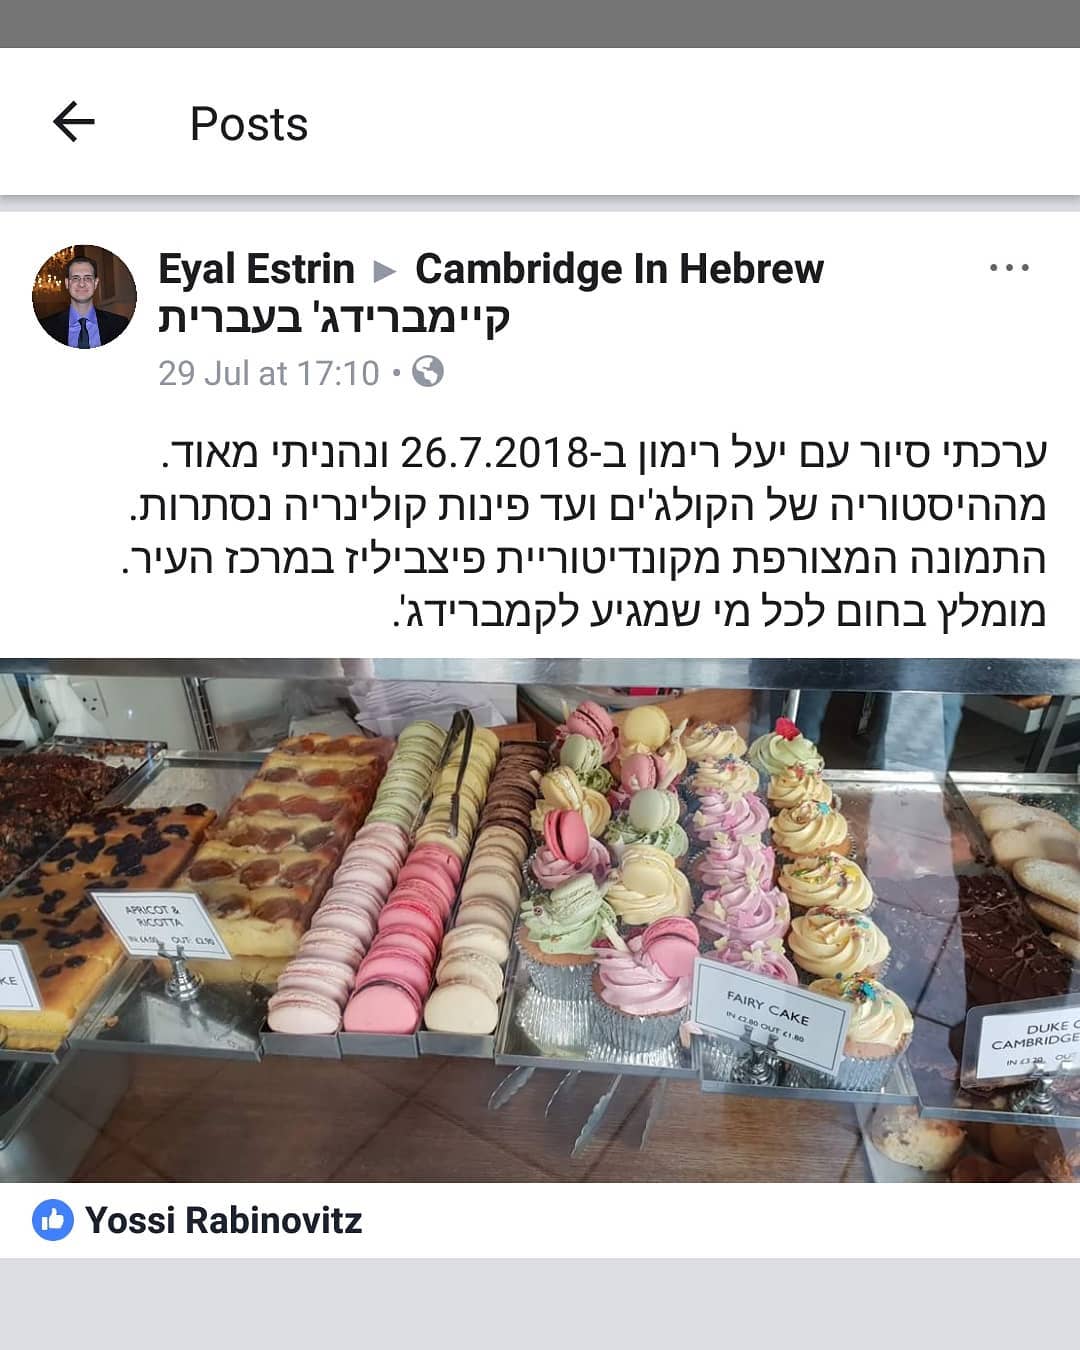 Posts
Eyal Estrin ▸ Cambridge In Hebrew
קיימברידג' בעברית
29 Jul at 17:10 •
ערכתי סיור עם יעל רימון ב-26.7.2018 ונהניתי מאוד.
מההיסטוריה של הקולג'ים ועד פינות קולינריה נסתרות.
התמונה המצורפת מקונדיטוריית פיצביליז במרכז העיר.
מומלץ בחום לכל מי שמגיע לקמברידג'.
APRICOT &
RICOTTA
IN: £4.00 OUT: £2.90
KE
FAIRY CAKE
IN £2.80 OUT £1.80
DUKE
CAMBRIDGE
IN £3.20
Yossi Rabinovitz